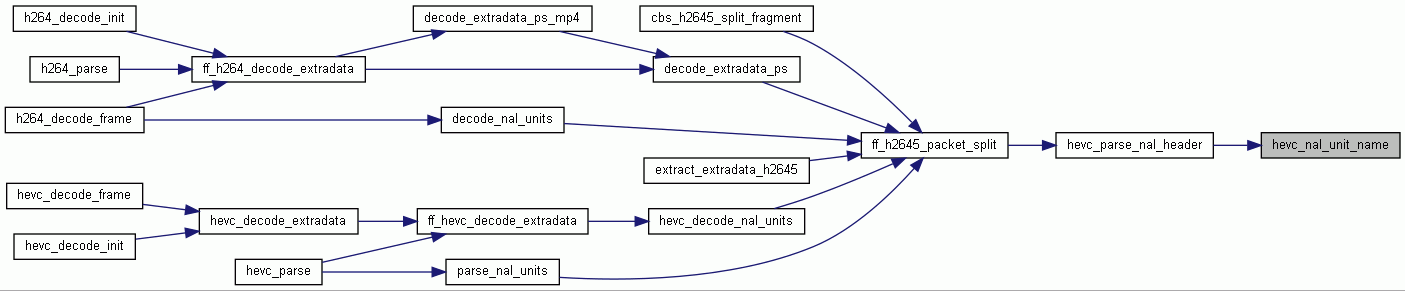 h264_decode_init
decode_extradata_ps_mp4
cbs_h2645_split_fragment
h264_parse
ff_h264_decode_extradata
decode_extradata_ps
h264_decode_frame
decode_nal_units
ff_h2645_packet_split
hevc_parse_nal_header
hevc_nal_unit_name
extract_extradata_h2645
hevc_decode_frame
hevc_decode_extradata
ff_hevc_decode_extradata
hevc_decode_nal_units
hevc_decode_init
hevc_parse
parse_nal_units